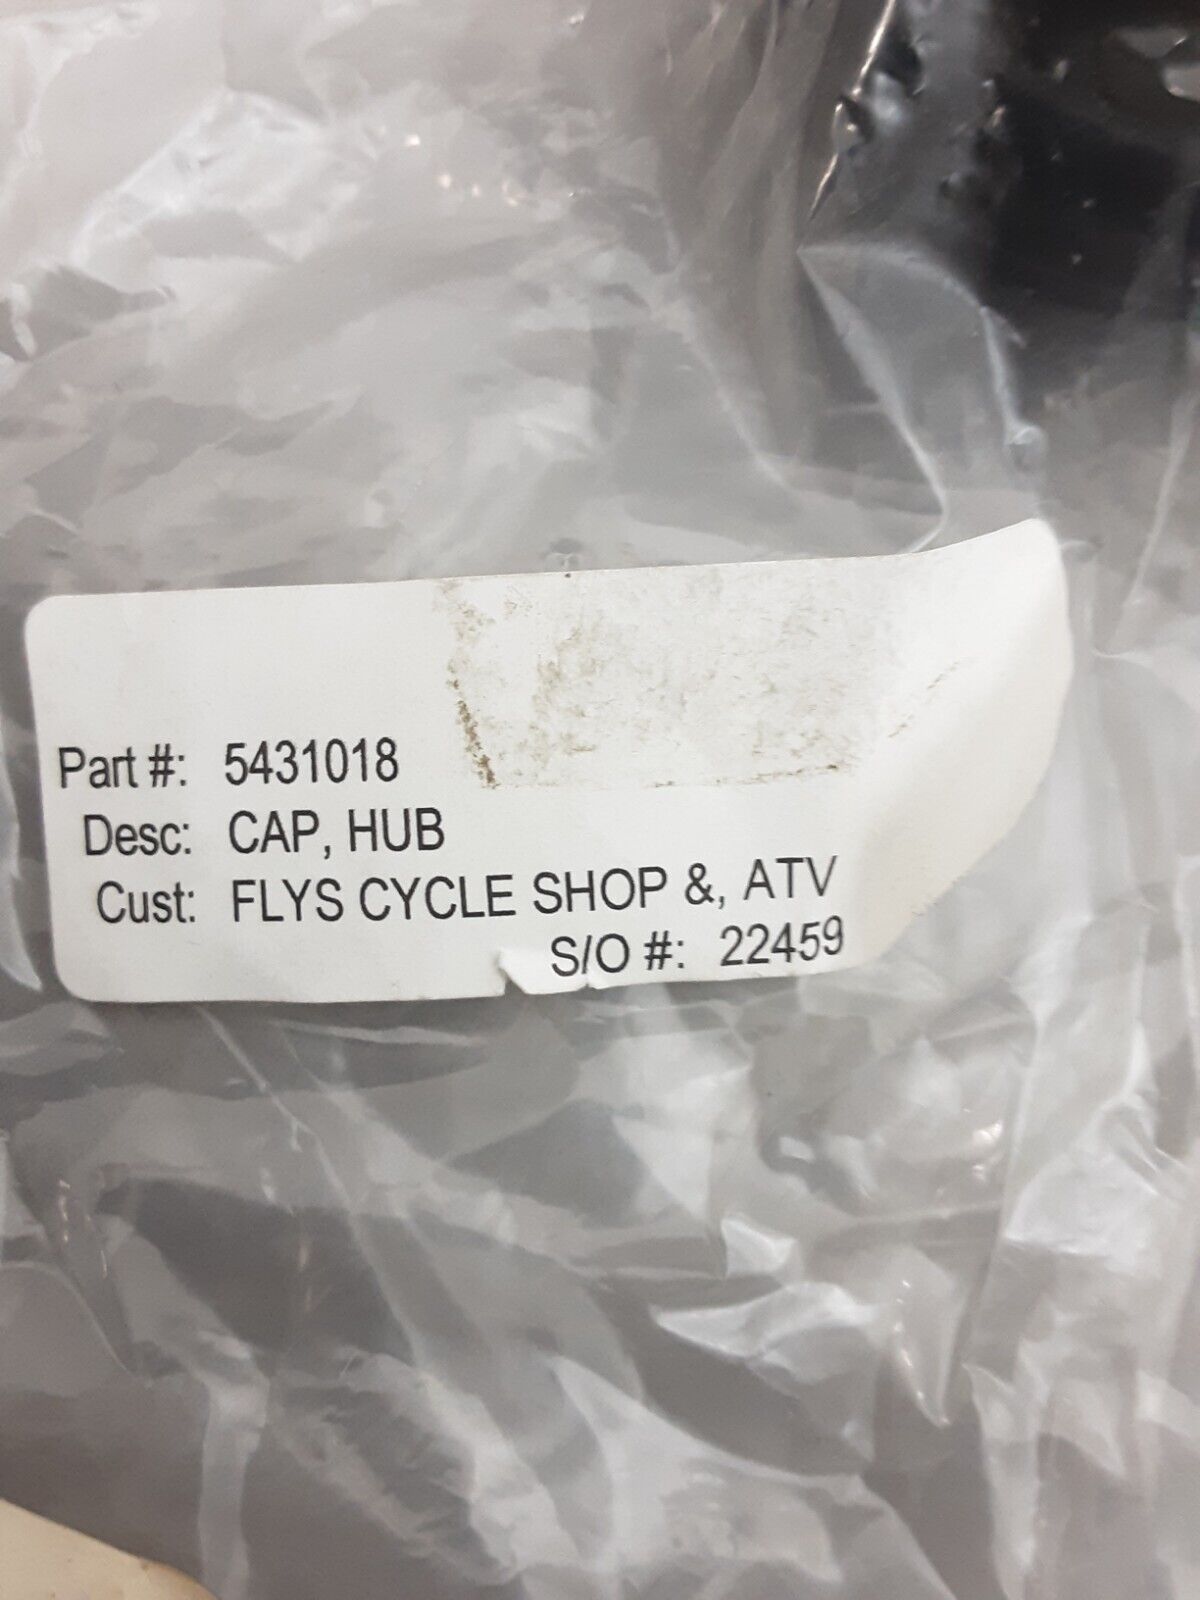 Part #: 5431018
Desc: CAP, HUB
Cust: FLYS CYCLE SHOP &, ATV
S/O #: 22459